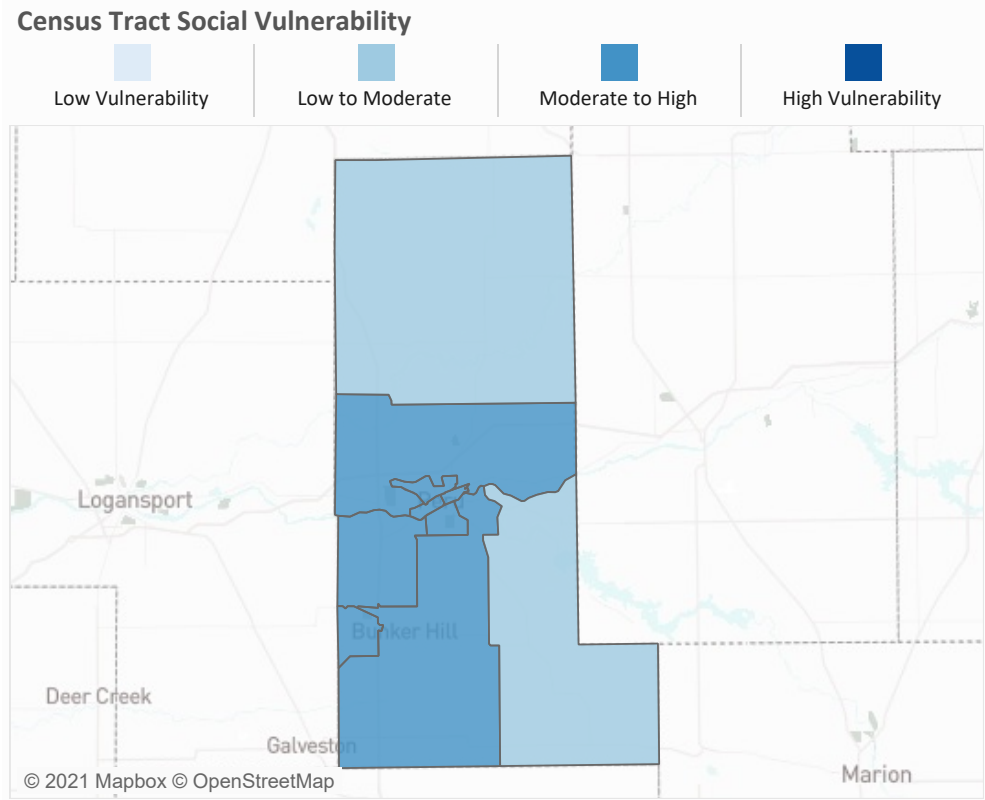 Census Tract Social Vulnerability
Low Vulnerability
Low to Moderate
Moderate to High
High Vulnerability
Logansport
Bunker Hill
Deer Creek
Galveston
Marion
© 2021 Mapbox © OpenStreetMap